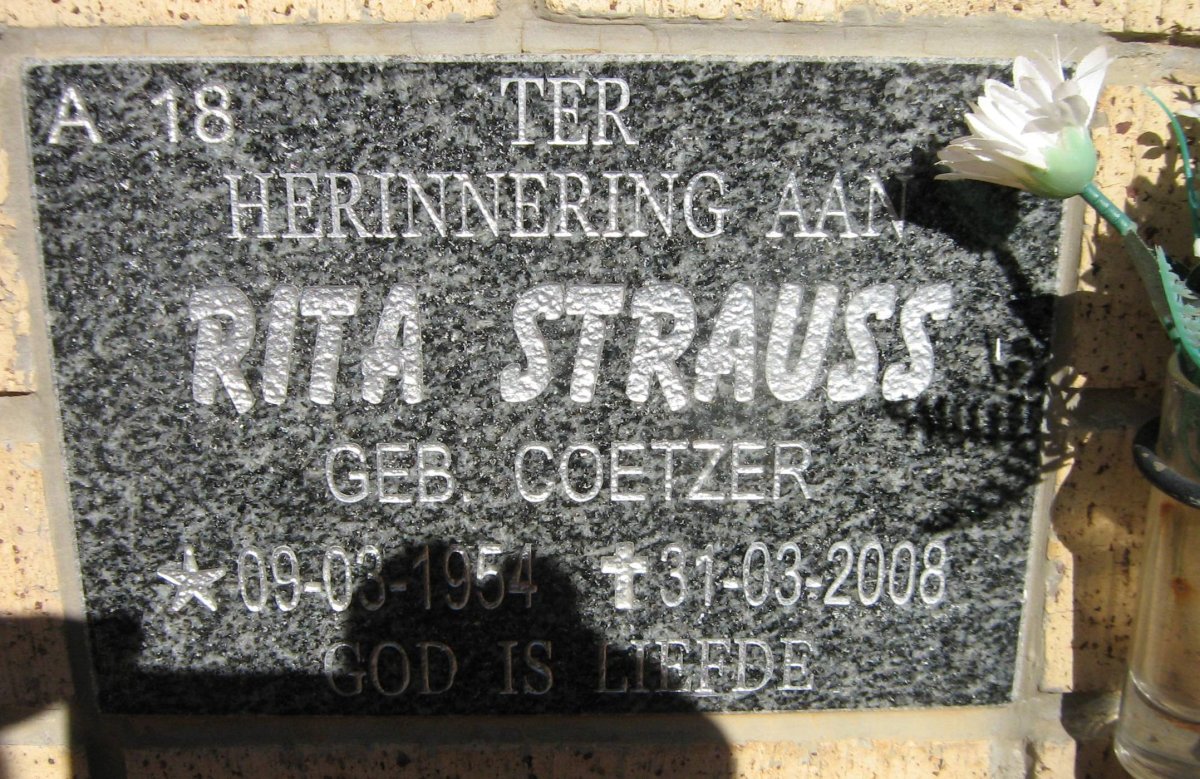 A 18 TER
HERINNERING AAN
RITA STRAUSS
GEB. COETZER
09-03-1954 31-03-2008
GOD IS LIEFDE